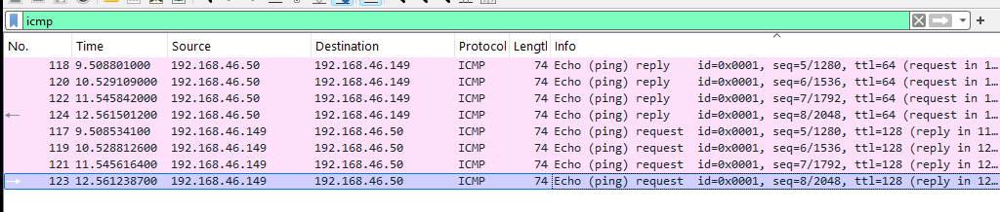 icmp
No. Time Source Destination Protocol Lengtl Info
118 9.508801000 192.168.46.50 192.168.46.149 ICMP 74 Echo (ping) reply id=0x0001, seq=5/1280, ttl=64 (request in 1…
120 10.529109000 192.168.46.50 192.168.46.149 ICMP 74 Echo (ping) reply id=0x0001, seq=6/1536, ttl=64 (request in 1…
122 11.545842000 192.168.46.50 192.168.46.149 ICMP 74 Echo (ping) reply id=0x0001, seq=7/1792, ttl=64 (request in 1…
124 12.561501200 192.168.46.50 192.168.46.149 ICMP 74 Echo (ping) reply id=0x0001, seq=8/2048, ttl=64 (request in 1…
117 9.508534100 192.168.46.149 192.168.46.50 ICMP 74 Echo (ping) request id=0x0001, seq=5/1280, ttl=128 (reply in 11…
119 10.528812600 192.168.46.149 192.168.46.50 ICMP 74 Echo (ping) request id=0x0001, seq=6/1536, ttl=128 (reply in 12…
121 11.545616400 192.168.46.149 192.168.46.50 ICMP 74 Echo (ping) request id=0x0001, seq=7/1792, ttl=128 (reply in 12…
123 12.561238700 192.168.46.149 192.168.46.50 ICMP 74 Echo (ping) request id=0x0001, seq=8/2048, ttl=128 (reply in 12…